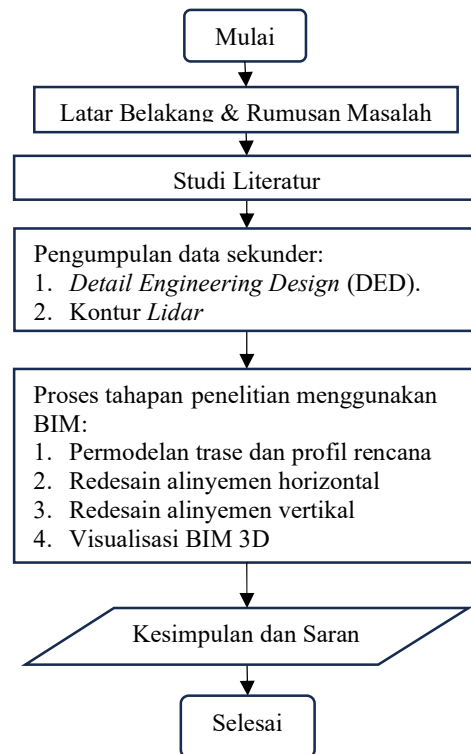 Mulai
Latar Belakang & Rumusan Masalah
Studi Literatur
Pengumpulan data sekunder:
1. Detail Engineering Design (DED).
2. Kontur Lidar
Proses tahapan penelitian menggunakan
BIM:
1. Permodelan trase dan profil rencana
2. Redesain alinyemen horizontal
3. Redesain alinyemen vertikal
4. Visualisasi BIM 3D
Kesimpulan dan Saran
Selesai